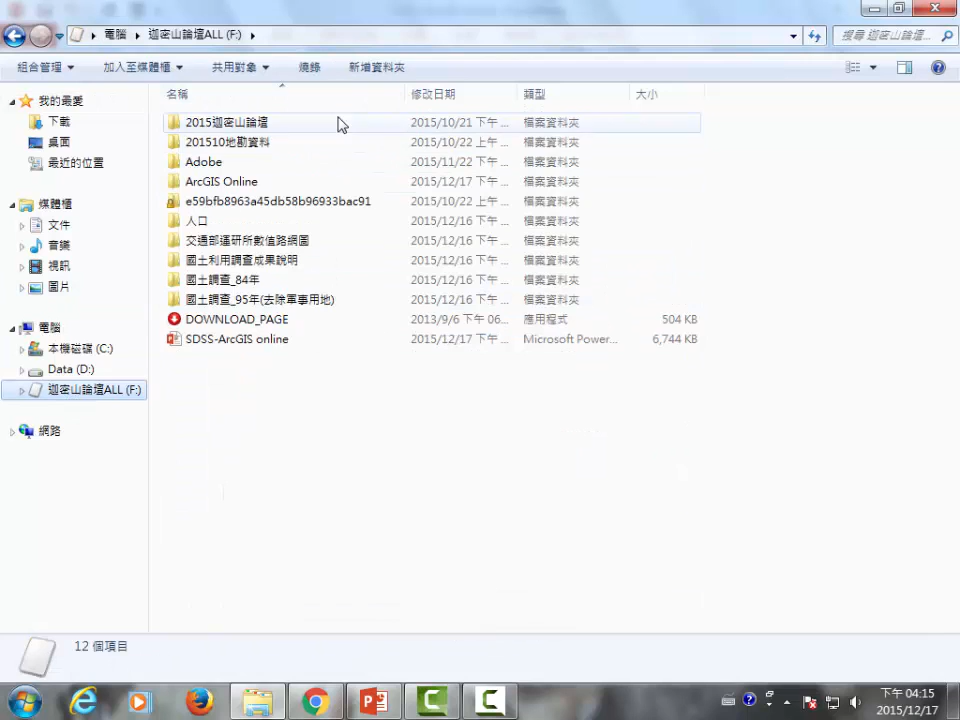 電腦 ▸ 迦密山論壇ALL (F:) ▸
搜尋 迦密山論壇...
組合管理 ▼ 加入至媒體櫃 ▼ 共用對象 ▼ 燒錄 新增資料夾
名稱 修改日期 類型 大小
2015迦密山論壇 2015/10/21 下午 ... 檔案資料夾
201510地勘資料 2015/10/22 上午 ... 檔案資料夾
Adobe 2015/11/22 下午 ... 檔案資料夾
ArcGIS Online 2015/12/17 下午 ... 檔案資料夾
e59bfb8963a45db58b96933bac91 2015/10/22 上午 ... 檔案資料夾
人口 2015/12/16 下午 ... 檔案資料夾
交通部運研所數值路網圖 2015/12/16 下午 ... 檔案資料夾
國土利用調查成果說明 2015/12/16 下午 ... 檔案資料夾
國土調查_84年 2015/12/16 下午 ... 檔案資料夾
國土調查_95年(去除軍事用地) 2015/12/16 下午 ... 檔案資料夾
DOWNLOAD_PAGE 2013/9/6 下午 06... 應用程式 504 KB
SDSS-ArcGIS online 2015/12/17 下午 ... Microsoft Power... 6,744 KB
我的最愛
下載
桌面
最近的位置
媒體櫃
文件
音樂
視訊
圖片
電腦
本機磁碟 (C:)
Data (D:)
迦密山論壇ALL (F:)
網路
12 個項目
下午 04:15
2015/12/17